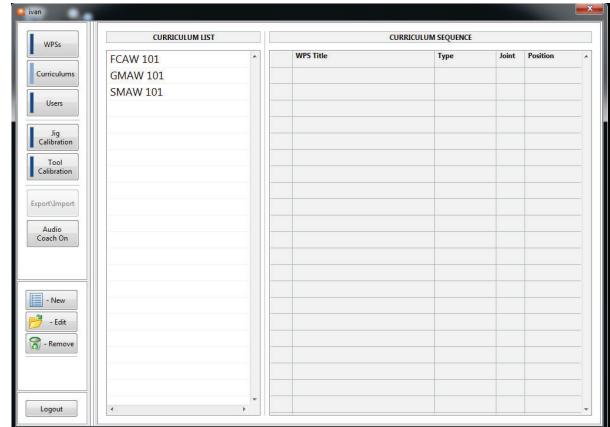 ivan
WPSs
Curriculums
Users
Jig
Calibration
Tool
Calibration
Export\Import
Audio
Coach On
- New
- Edit
- Remove
Logout
CURRICULUM LIST
FCAW 101
GMAW 101
SMAW 101
CURRICULUM SEQUENCE
WPS Title Type Joint Position